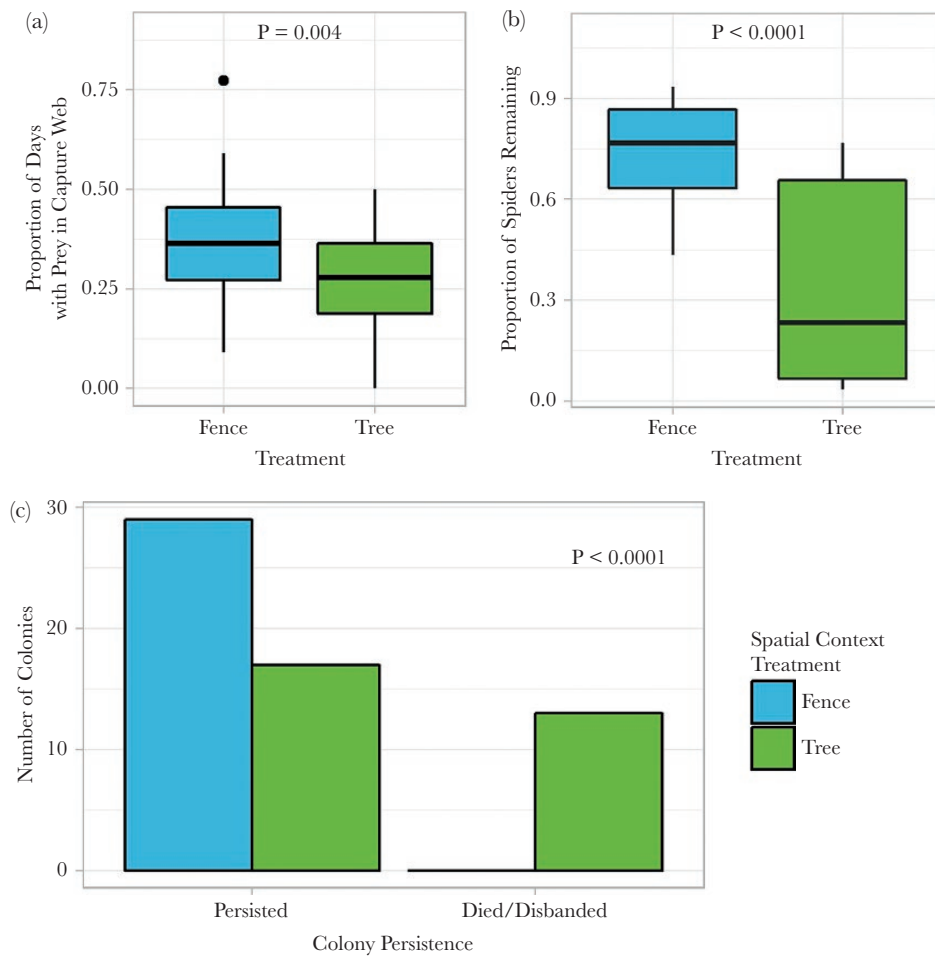 (a)
P = 0.004
Proportion of Days
with Prey in Capture Web
0.75
0.50
0.25
0.00
Fence
Tree
Treatment
(b)
P < 0.0001
Proportion of Spiders Remaining
0.9
0.6
0.3
0.0
Fence
Tree
Treatment
(c)
P < 0.0001
Number of Colonies
30
20
10
0
Persisted
Died/Disbanded
Colony Persistence
Spatial Context
Treatment
Fence
Tree